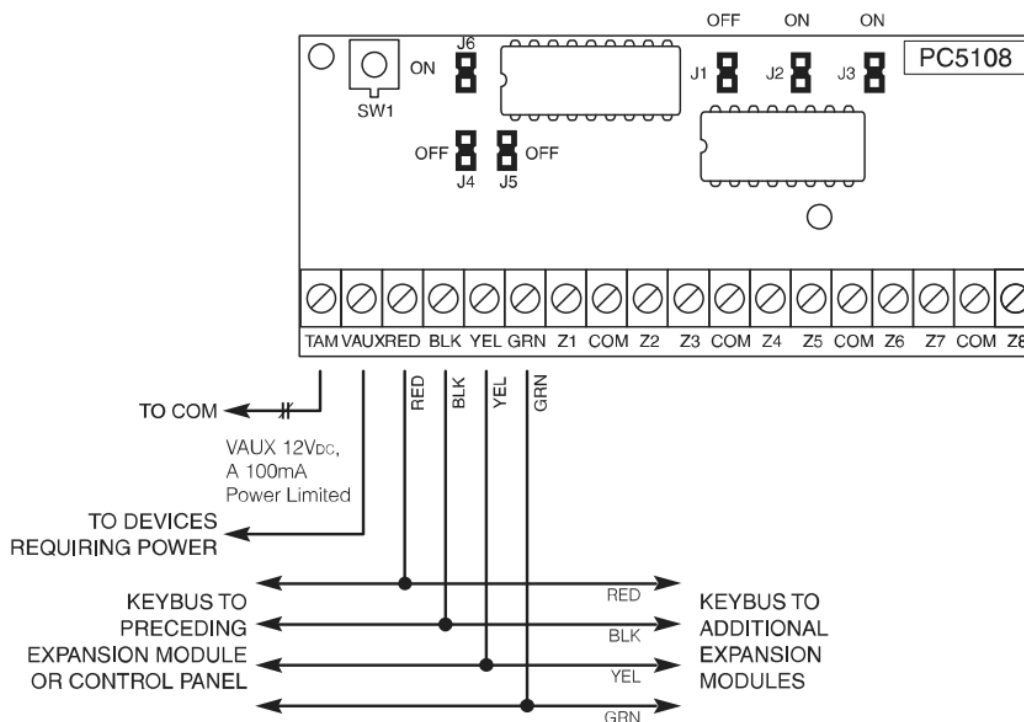 OFF ON ON
J6
ON
J1 J2 J3
PC5108
SW1
OFF OFF
J4 J5
TAM VAUX RED BLK YEL GRN Z1 COM Z2 Z3 COM Z4 Z5 COM Z6 Z7 COM Z8
RED
BLK
YEL
GRN
TO COM
VAUX 12VDC,
A 100mA
Power Limited
TO DEVICES
REQUIRING POWER
KEYBUS TO
PRECEDING
EXPANSION MODULE
OR CONTROL PANEL
RED
BLK
YEL
GRN
KEYBUS TO
ADDITIONAL
EXPANSION
MODULES